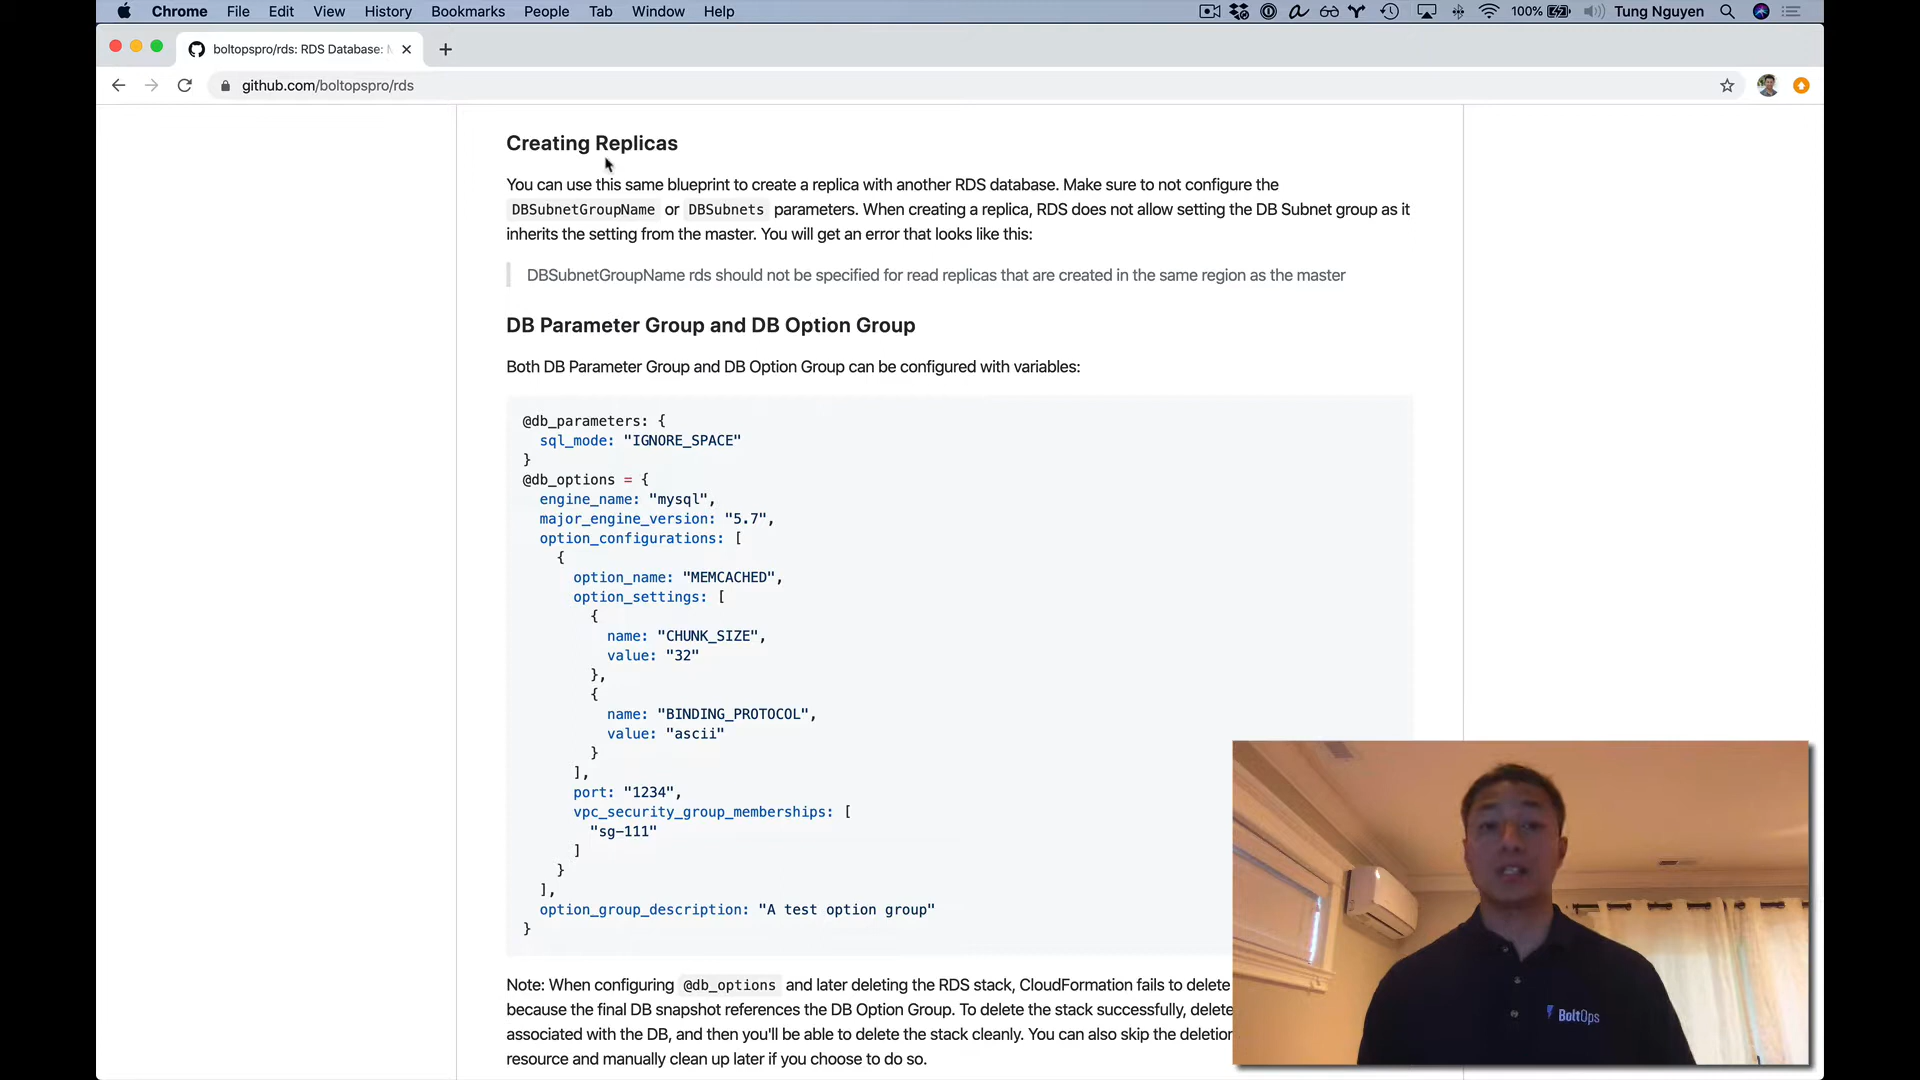 Chrome File Edit View History Bookmarks People Tab Window Help 100% Tung Nguyen
boltopspro/rds: RDS Database:
github.com/boltopspro/rds
Creating Replicas
You can use this same blueprint to create a replica with another RDS database. Make sure to not configure the
DBSubnetGroupName or DBSubnets parameters. When creating a replica, RDS does not allow setting the DB Subnet group as it
inherits the setting from the master. You will get an error that looks like this:
DBSubnetGroupName rds should not be specified for read replicas that are created in the same region as the master
DB Parameter Group and DB Option Group
Both DB Parameter Group and DB Option Group can be configured with variables:
@db_parameters: {
sql_mode: "IGNORE_SPACE"
}
@db_options = {
engine_name: "mysql",
major_engine_version: "5.7",
option_configurations: [
{
option_name: "MEMCACHED",
option_settings: [
{
name: "CHUNK_SIZE",
value: "32"
},
{
name: "BINDING_PROTOCOL",
value: "ascii"
}
],
port: "1234",
vpc_security_group_memberships: [
"sg-111"
]
}
],
option_group_description: "A test option group"
}
Note: When configuring @db_options and later deleting the RDS stack, CloudFormation fails to delete
because the final DB snapshot references the DB Option Group. To delete the stack successfully, delete
associated with the DB, and then you'll be able to delete the stack cleanly. You can also skip the deletion
resource and manually clean up later if you choose to do so.
BoltOps